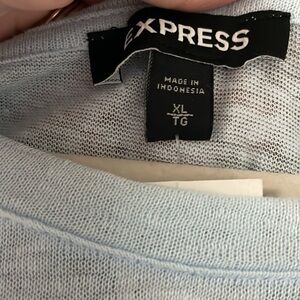 EXPRESS
MADE IN
INDONESIA
XL
TG